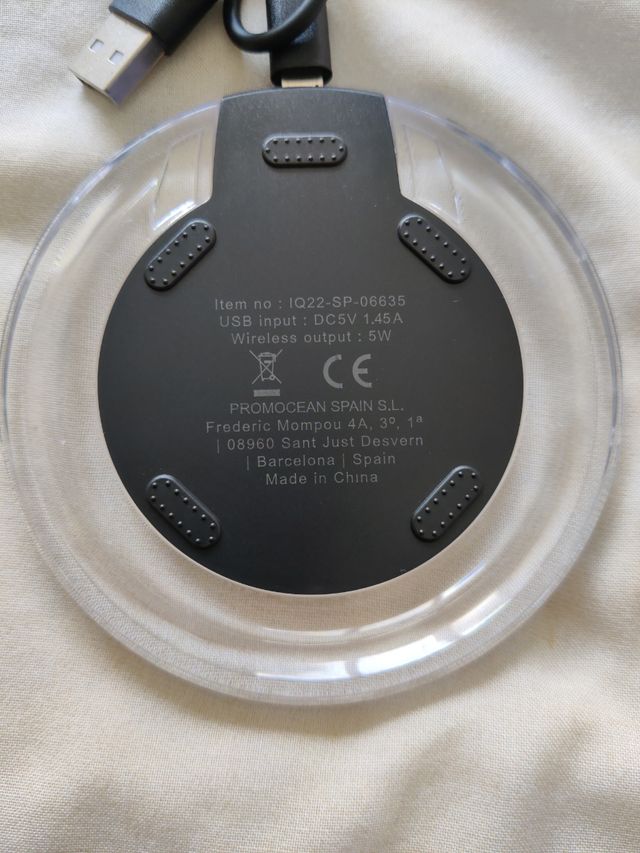 Item no : IQ22-SP-06635
USB input : DC5V 1.45A
Wireless output : 5W
CE
PROMOCEAN SPAIN S.L.
Frederic Mompou 4A, 3º, 1ª
| 08960 Sant Just Desvern
| Barcelona | Spain
Made in China